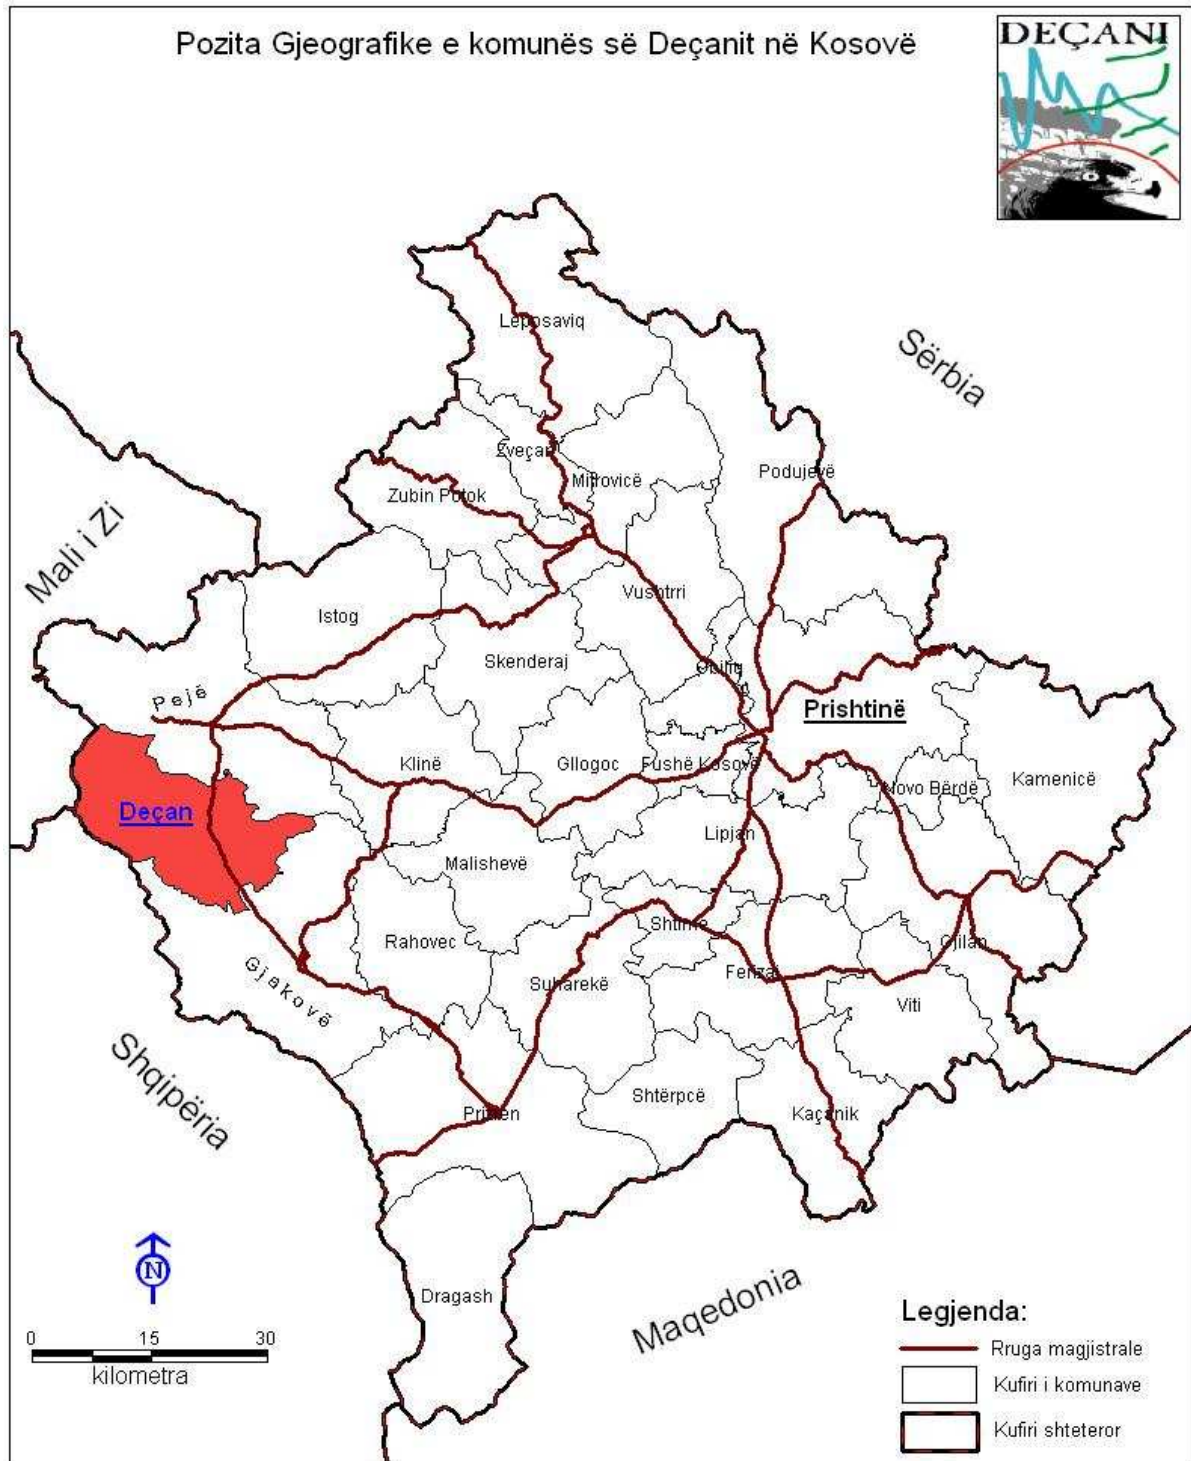 Pozita Gjeografike e komunës së Deçanit në Kosovë
DEÇANI
Sërbia
Mali i Zi
Shqipëria
Maqedonia
Leposaviq
Zveçan
Mitrovicë
Zubin Potok
Podujevë
Vushtrri
Istog
Skenderaj
Obiliq
Pejë
Prishtinë
Klinë
Gllogoc
Fushë Kosovë
Novo Bërdë
Kamenicë
Deçan
Lipjan
Malishevë
Rahovec
Shtime
Gjilan
Ferizaj
Suharekë
Viti
Gjakovë
Shtërpcë
Prizren
Kaçanik
Dragash
N
0 15 30
kilometra
Legjenda:
Rruga magjistrale
Kufiri i komunave
Kufiri shteteror